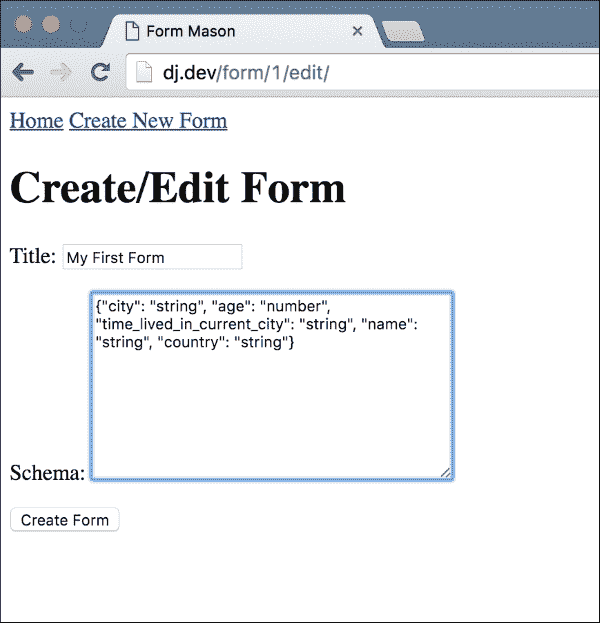 Form Mason
dj.dev/form/1/edit/
Home Create New Form
Create/Edit Form
Title: My First Form
{"city": "string", "age": "number",
"time_lived_in_current_city": "string", "name":
"string", "country": "string"}
Schema:
Create Form